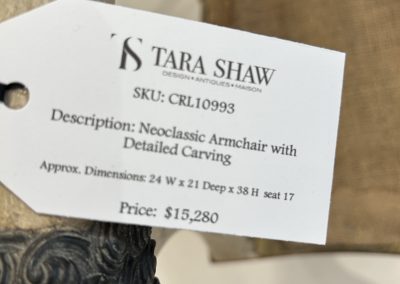 TS TARA SHAW
DESIGN • ANTIQUES • MAISON
SKU: CRL10993
Description: Neoclassic Armchair with
Detailed Carving
Approx. Dimensions: 24 W x 21 Deep x 38 H seat 17
Price: $15,280